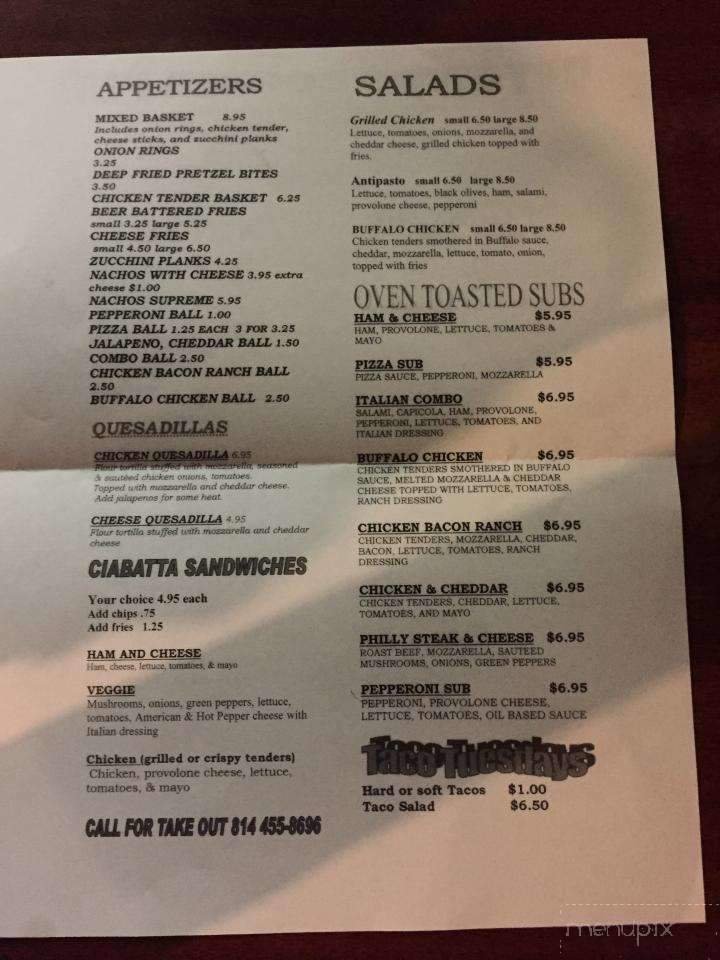 APPETIZERS
MIXED BASKET 8.95
Includes onion rings, chicken tender,
cheese sticks, and zucchini planks
ONION RINGS
3.25
DEEP FRIED PRETZEL BITES
3.50
CHICKEN TENDER BASKET 6.25
BEER BATTERED FRIES
small 3.25 large 5.25
CHEESE FRIES
small 4.50 large 6.50
ZUCCHINI PLANKS 4.25
NACHOS WITH CHEESE 3.95 extra
cheese $1.00
NACHOS SUPREME 5.95
PEPPERONI BALL 1.00
PIZZA BALL 1.25 EACH 3 FOR 3.25
JALAPENO, CHEDDAR BALL 1.50
COMBO BALL 2.50
CHICKEN BACON RANCH BALL
2.50
BUFFALO CHICKEN BALL 2.50
QUESADILLAS
CHICKEN QUESADILLA 6.95
Flour tortilla stuffed with mozzarella, seasoned
& sautéed chicken onions, tomatoes.
Topped with mozzarella and cheddar cheese.
Add jalapenos for some heat.
CHEESE QUESADILLA 4.95
Flour tortilla stuffed with mozzarella and cheddar
cheese
CIABATTA SANDWICHES
Your choice 4.95 each
Add chips .75
Add fries 1.25
HAM AND CHEESE
Ham, cheese, lettuce, tomatoes, & mayo
VEGGIE
Mushrooms, onions, green peppers, lettuce,
tomatoes, American & Hot Pepper cheese with
Italian dressing
Chicken (grilled or crispy tenders)
Chicken, provolone cheese, lettuce,
tomatoes, & mayo
CALL FOR TAKE OUT 814 455-8696
SALADS
Grilled Chicken small 6.50 large 8.50
Lettuce, tomatoes, onions, mozzarella, and
cheddar cheese, grilled chicken topped with
fries.
Antipasto small 6.50 large 8.50
Lettuce, tomatoes, black olives, ham, salami,
provolone cheese, pepperoni
BUFFALO CHICKEN small 6.50 large 8.50
Chicken tenders smothered in Buffalo sauce,
cheddar, mozzarella, lettuce, tomato, onion,
topped with fries
OVEN TOASTED SUBS
HAM & CHEESE $5.95
HAM, PROVOLONE, LETTUCE, TOMATOES &
MAYO
PIZZA SUB $5.95
PIZZA SAUCE, PEPPERONI, MOZZARELLA
ITALIAN COMBO $6.95
SALAMI, CAPICOLA, HAM, PROVOLONE,
PEPPERONI, LETTUCE, TOMATOES, AND
ITALIAN DRESSING
BUFFALO CHICKEN $6.95
CHICKEN TENDERS SMOTHERED IN BUFFALO
SAUCE, MELTED MOZZARELLA & CHEDDAR
CHEESE TOPPED WITH LETTUCE, TOMATOES,
RANCH DRESSING
CHICKEN BACON RANCH $6.95
CHICKEN TENDERS, MOZZARELLA, CHEDDAR,
BACON, LETTUCE, TOMATOES, RANCH
DRESSING
CHICKEN & CHEDDAR $6.95
CHICKEN TENDERS, CHEDDAR, LETTUCE,
TOMATOES, AND MAYO
PHILLY STEAK & CHEESE $6.95
ROAST BEEF, MOZZARELLA, SAUTEED
MUSHROOMS, ONIONS, GREEN PEPPERS
PEPPERONI SUB $6.95
PEPPERONI, PROVOLONE CHEESE,
LETTUCE, TOMATOES, OIL BASED SAUCE
Taco Tuesdays
Hard or soft Tacos $1.00
Taco Salad $6.50
menupix